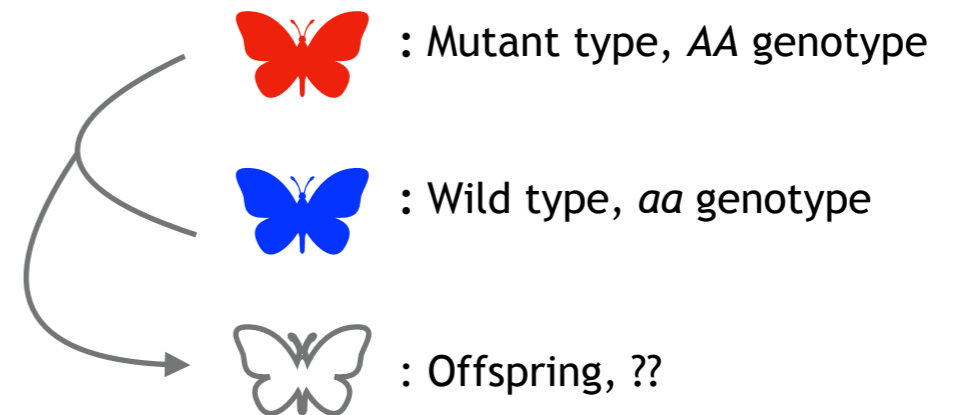 : Mutant type, AA genotype
: Wild type, aa genotype
: Offspring, ??